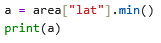 a = area["lat"].min()
print(a)